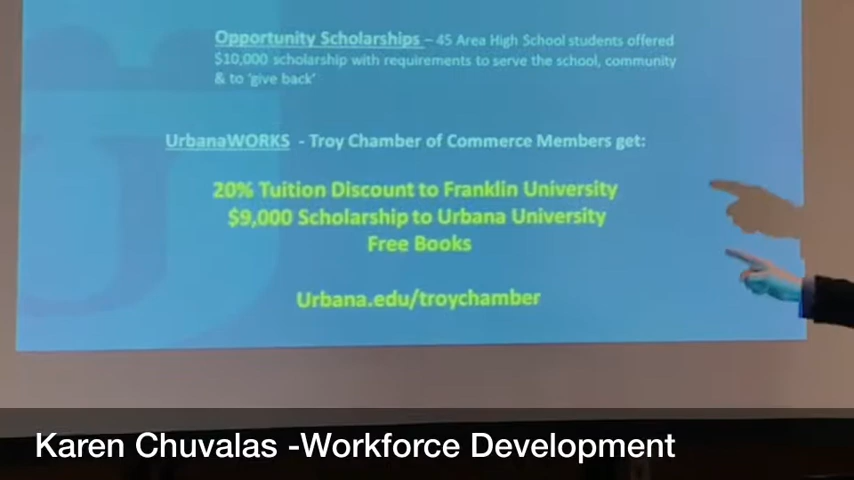 Opportunity Scholarships – 45 Area High School students offered
$10,000 scholarship with requirements to serve the school, community
& to 'give back'
UrbanaWORKS - Troy Chamber of Commerce Members get:
20% Tuition Discount to Franklin University
$9,000 Scholarship to Urbana University
Free Books
Urbana.edu/troychamber
Karen Chuvalas -Workforce Development